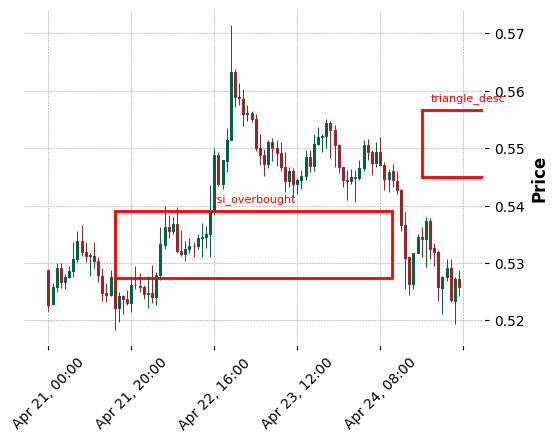 0.57
0.56
triangle_desc
0.55
0.54
rsi_overbought
0.53
0.52
Price
Apr 21, 00:00
Apr 21, 20:00
Apr 22, 16:00
Apr 23, 12:00
Apr 24, 08:00